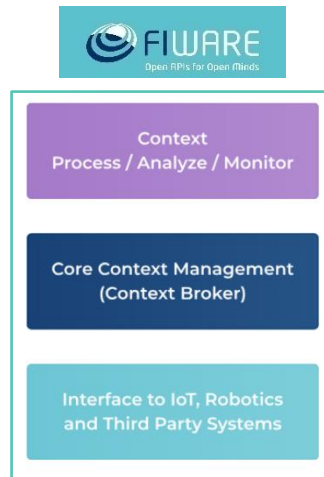 FIWARE
Open APIs for Open Minds
Context
Process / Analyze / Monitor
Core Context Management
(Context Broker)
Interface to IoT, Robotics
and Third Party Systems